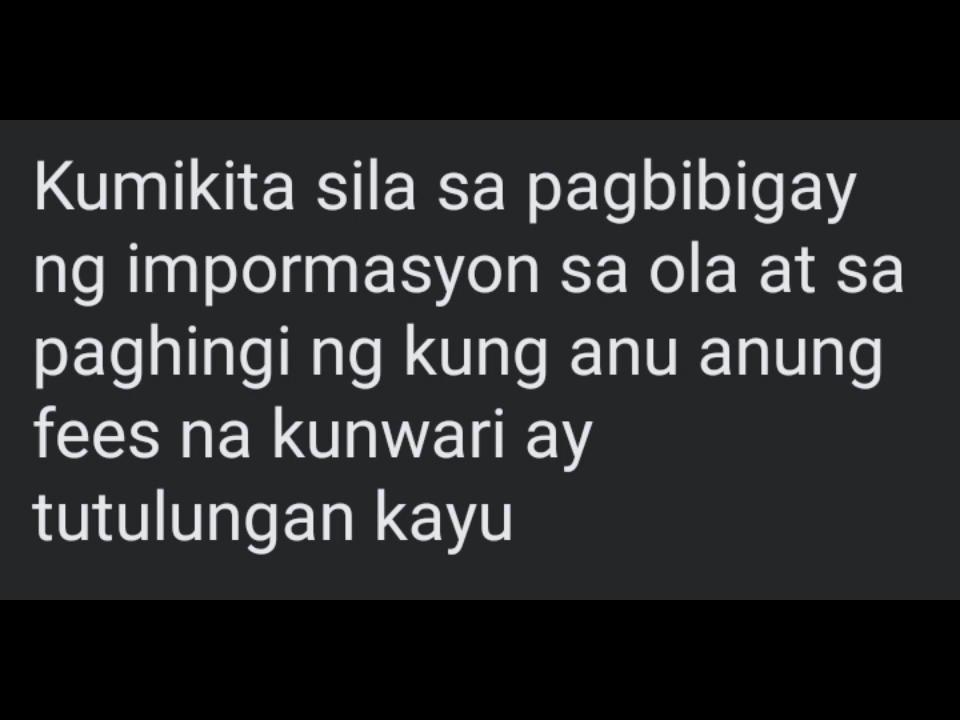 Kumikita sila sa pagbibigay
ng impormasyon sa ola at sa
paghingi ng kung anu anung
fees na kunwari ay
tutulungan kayu